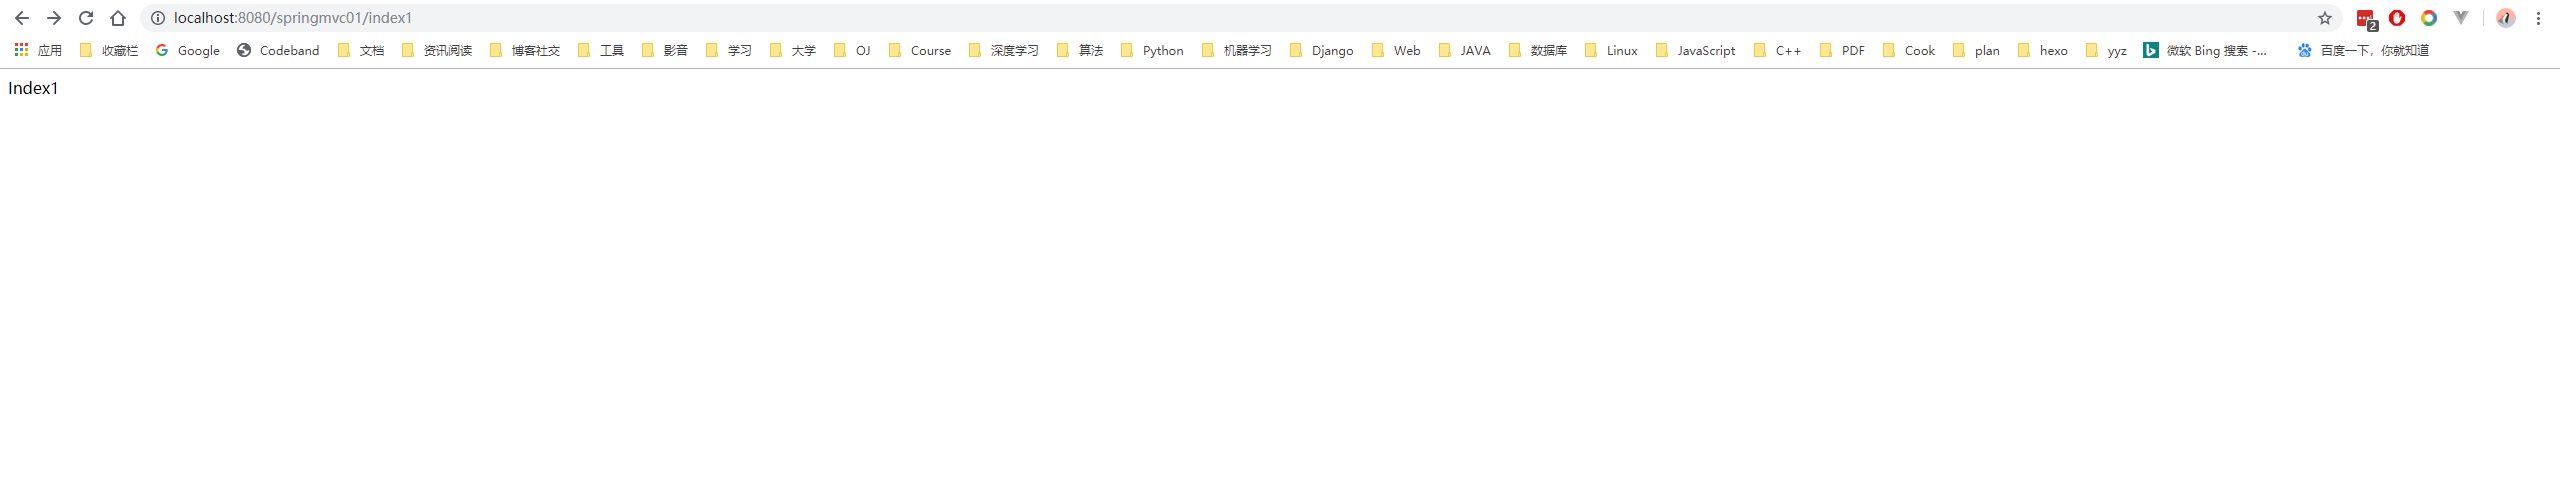 localhost:8080/springmvc01/index1
2
应用 收藏栏 Google Codeband 文档 资讯阅读 博客社交 工具 影音 学习 大学 OJ Course 深度学习 算法 Python 机器学习 Django Web JAVA 数据库 Linux JavaScript C++ PDF Cook plan hexo yyz 微软 Bing 搜索 -... 百度一下，你就知道
Index1